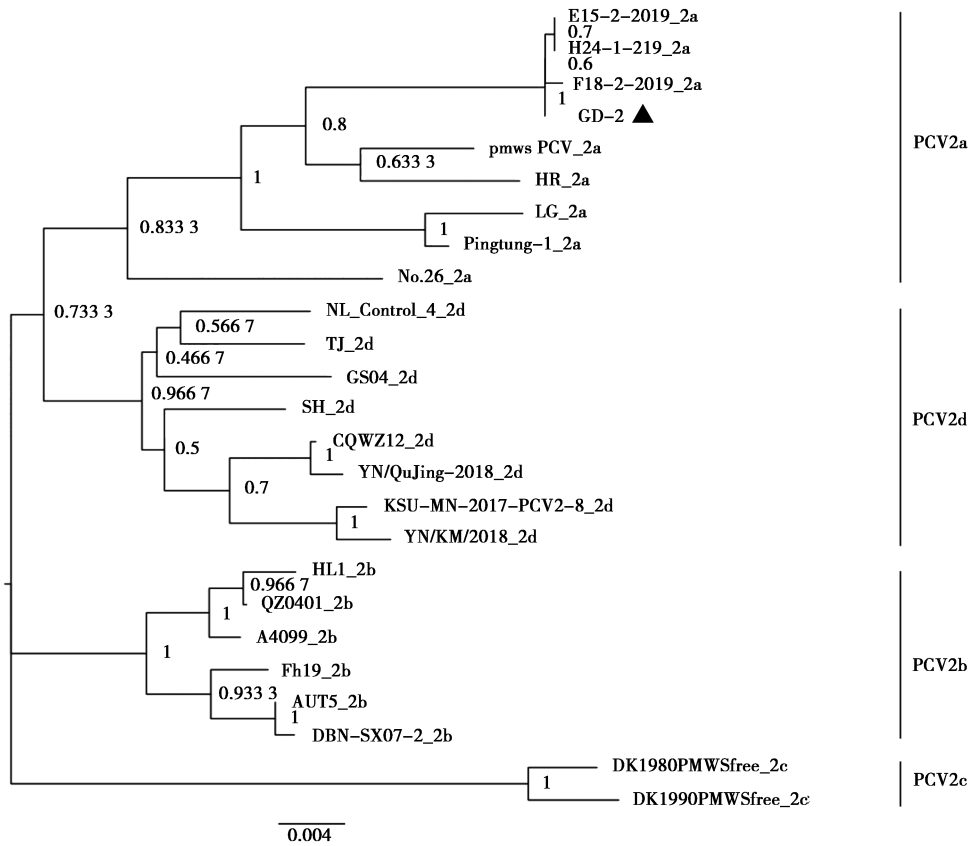 E15-2-2019_2a
0.7
H24-1-219_2a
0.6
F18-2-2019_2a
1
GD-2
0.8
PCV2a
pmws PCV_2a
0.633 3
1
HR_2a
LG_2a
0.833 3
1
Pingtung-1_2a
No.26_2a
0.733 3
NL_Control_4_2d
0.566 7
TJ_2d
0.466 7
GS04_2d
0.966 7
SH_2d
PCV2d
CQWZ12_2d
0.5
1
YN/QuJing-2018_2d
0.7
KSU-MN-2017-PCV2-8_2d
1
YN/KM/2018_2d
HL1_2b
0.966 7
QZ0401_2b
1
A4099_2b
1
PCV2b
Fh19_2b
0.933 3
AUT5_2b
1
DBN-SX07-2_2b
DK1980PMWSfree_2c
1
PCV2c
DK1990PMWSfree_2c
0.004